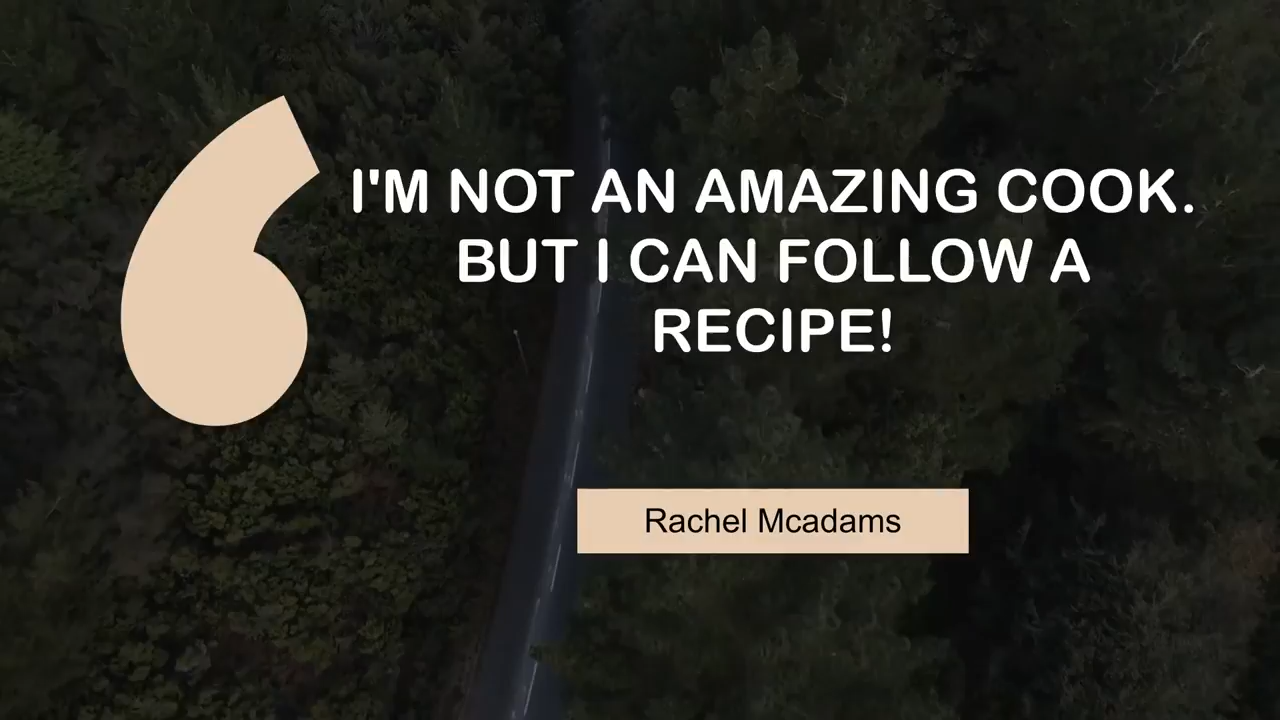 I'M NOT AN AMAZING COOK.
BUT I CAN FOLLOW A
RECIPE!
Rachel Mcadams